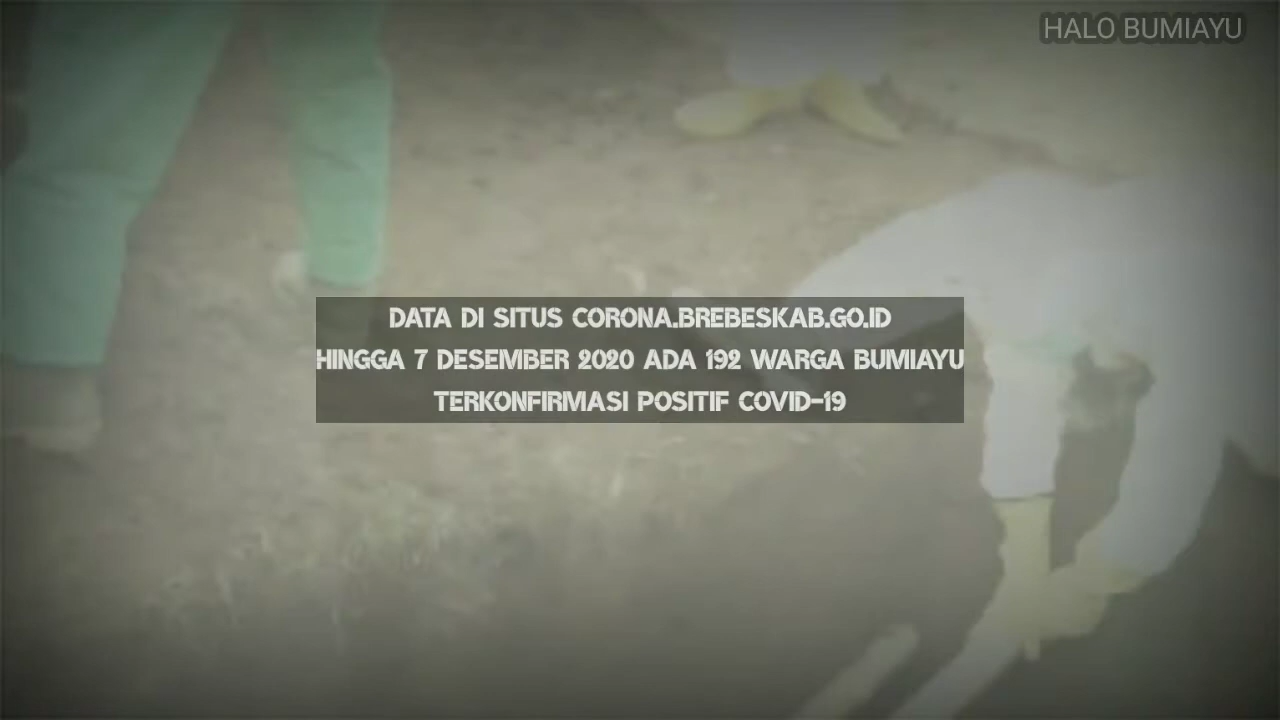 HALO BUMIAYU
DATA DI SITUS CORONA.BREBESKAB.GO.ID
HINGGA 7 DESEMBER 2020 ADA 192 WARGA BUMIAYU
TERKONFIRMASI POSITIF COVID-19